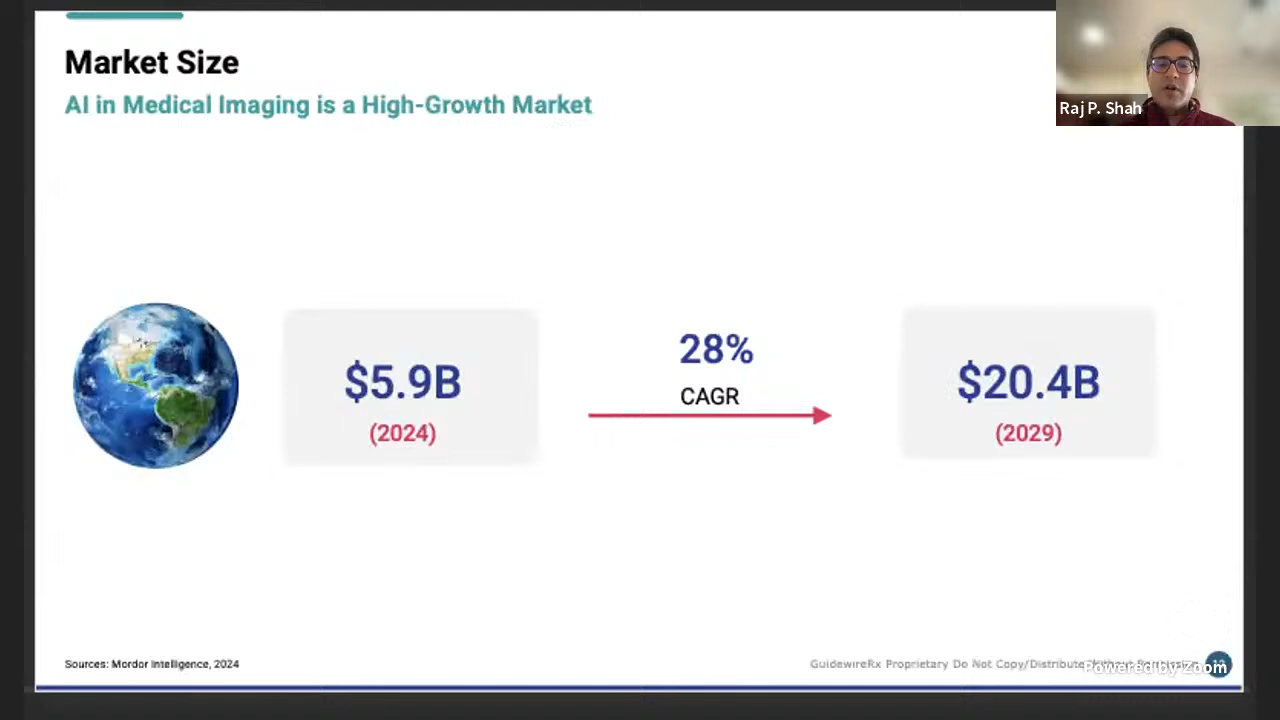 Market Size
AI in Medical Imaging is a High-Growth Market
Raj P. Shah
$5.9B
(2024)
28%
CAGR
$20.4B
(2029)
Sources: Mordor Intelligence, 2024
GuidewireRx Proprietary Do Not Copy/Distribute
Powered by Zoom